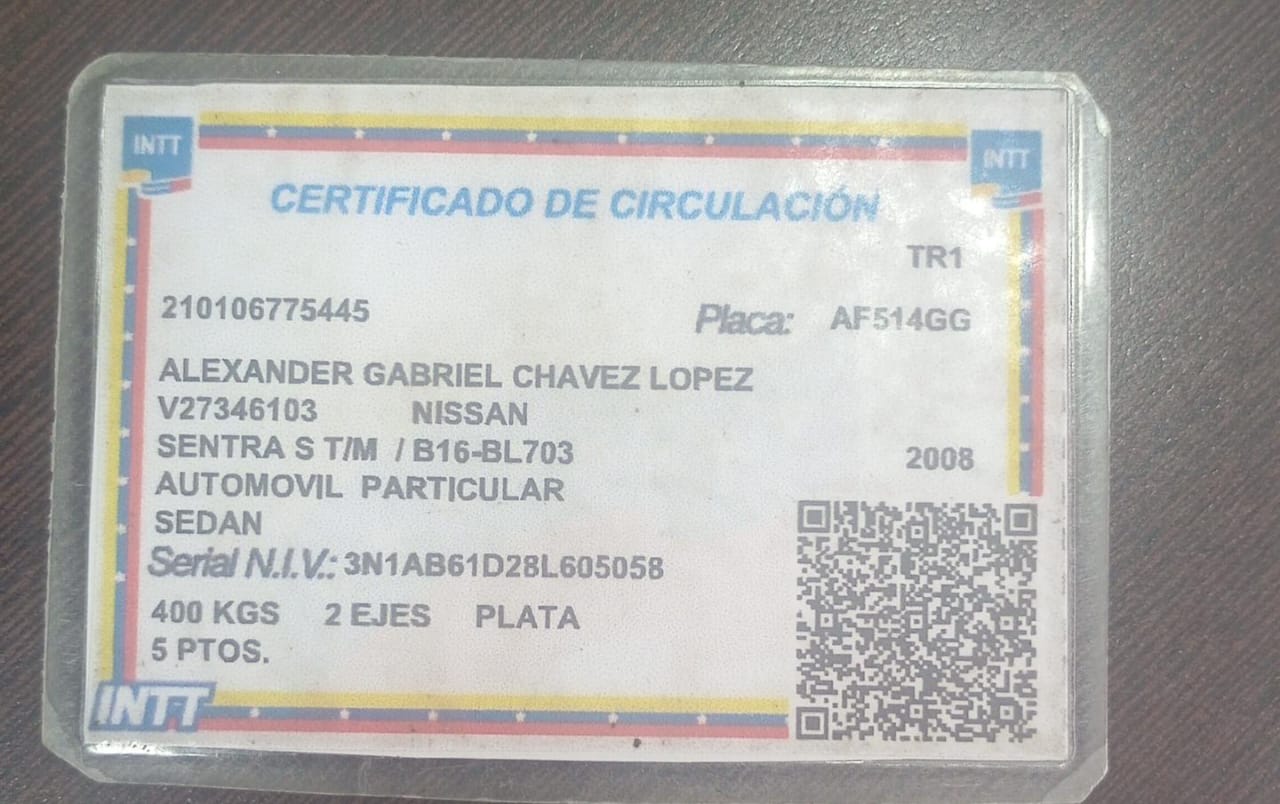 INTT INTT
CERTIFICADO DE CIRCULACIÓN
TR1
210106775445 Placa: AF514GG
ALEXANDER GABRIEL CHAVEZ LOPEZ
V27346103 NISSAN
SENTRA S T/M / B16-BL703 2008
AUTOMOVIL PARTICULAR
SEDAN
Serial N.I.V.: 3N1AB61D28L605058
400 KGS 2 EJES PLATA
5 PTOS.
INTT